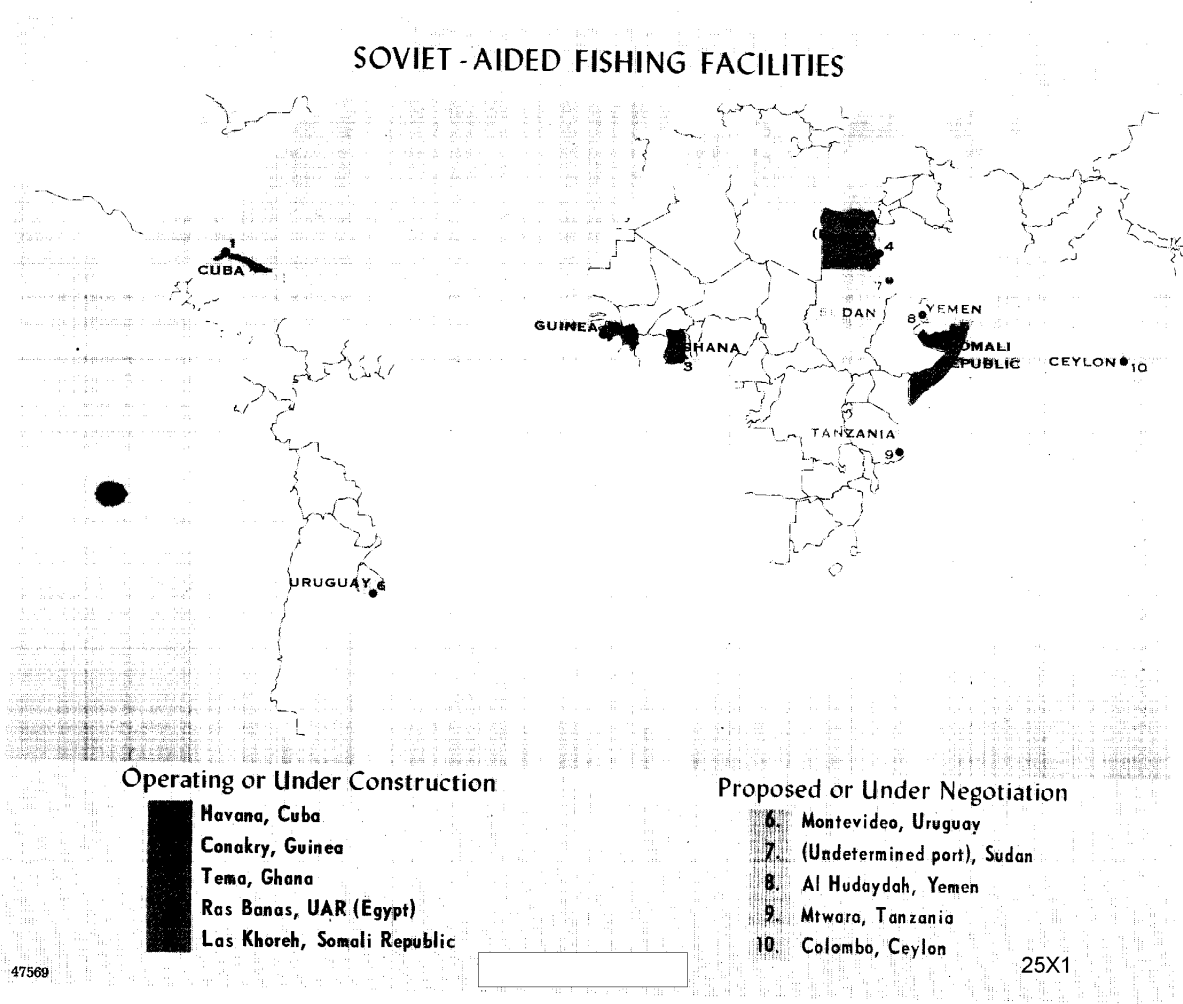 SOVIET - AIDED FISHING FACILITIES
1
CUBA
4
7
DAN
8
YEMEN
GUINEA
HANA
3
OMALI
EPUBLIC
CEYLON 10
TANZANIA
9
URUGUAY 6
Operating or Under Construction
Havana, Cuba
Conakry, Guinea
Tema, Ghana
Ras Banas, UAR (Egypt)
Las Khoreh, Somali Republic
Proposed or Under Negotiation
6. Montevideo, Uruguay
7. (Undetermined port), Sudan
8. Al Hudaydah, Yemen
9. Mtwara, Tanzania
10. Colombo, Ceylon
47569
25X1